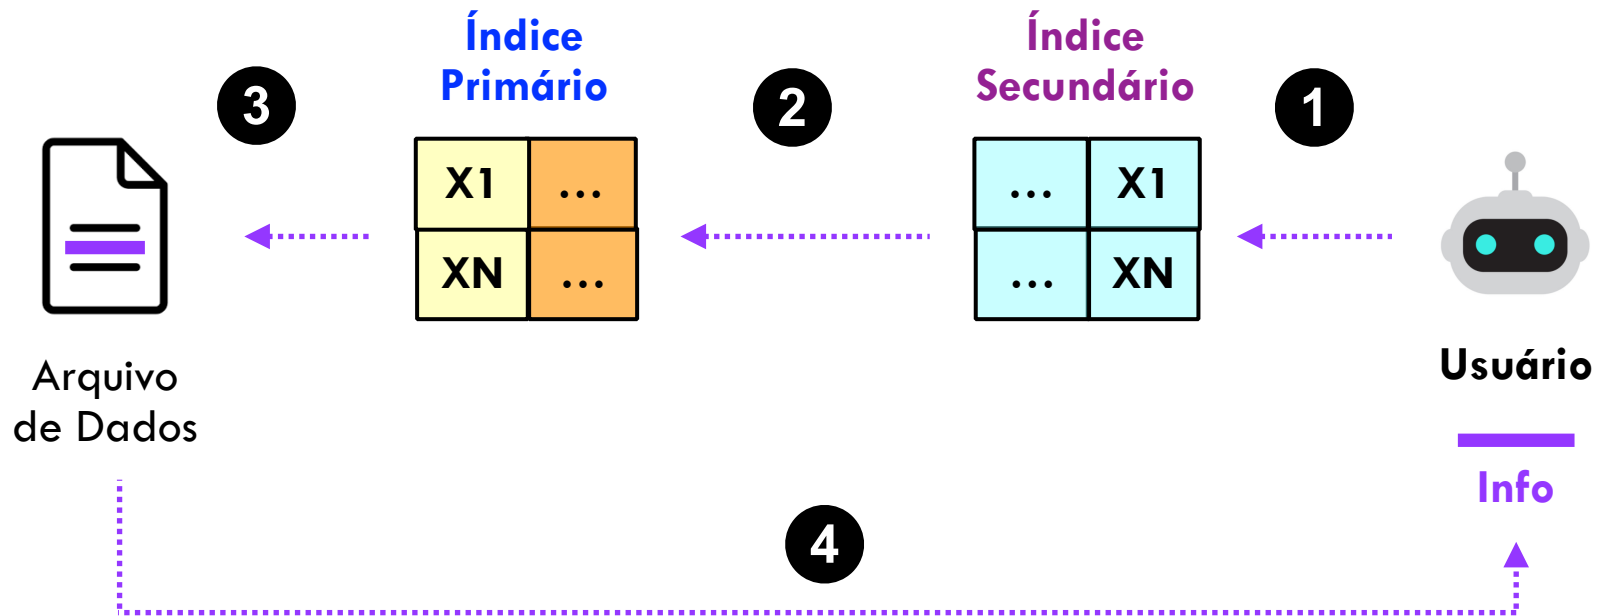 Índice
Primário
Índice
Secundário
3
2
1
X1 ...
XN ...
... X1
... XN
Arquivo
de Dados
Usuário
Info
4